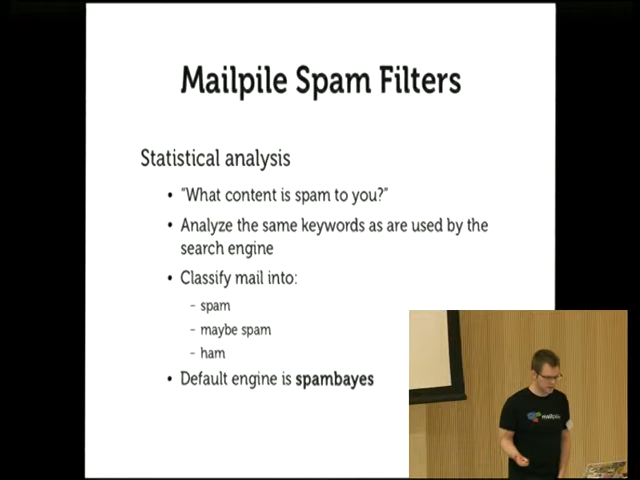 Mailpile Spam Filters
Statistical analysis
• "What content is spam to you?"
• Analyze the same keywords as are used by the
search engine
• Classify mail into:
- spam
- maybe spam
- ham
• Default engine is spambayes
mailpile